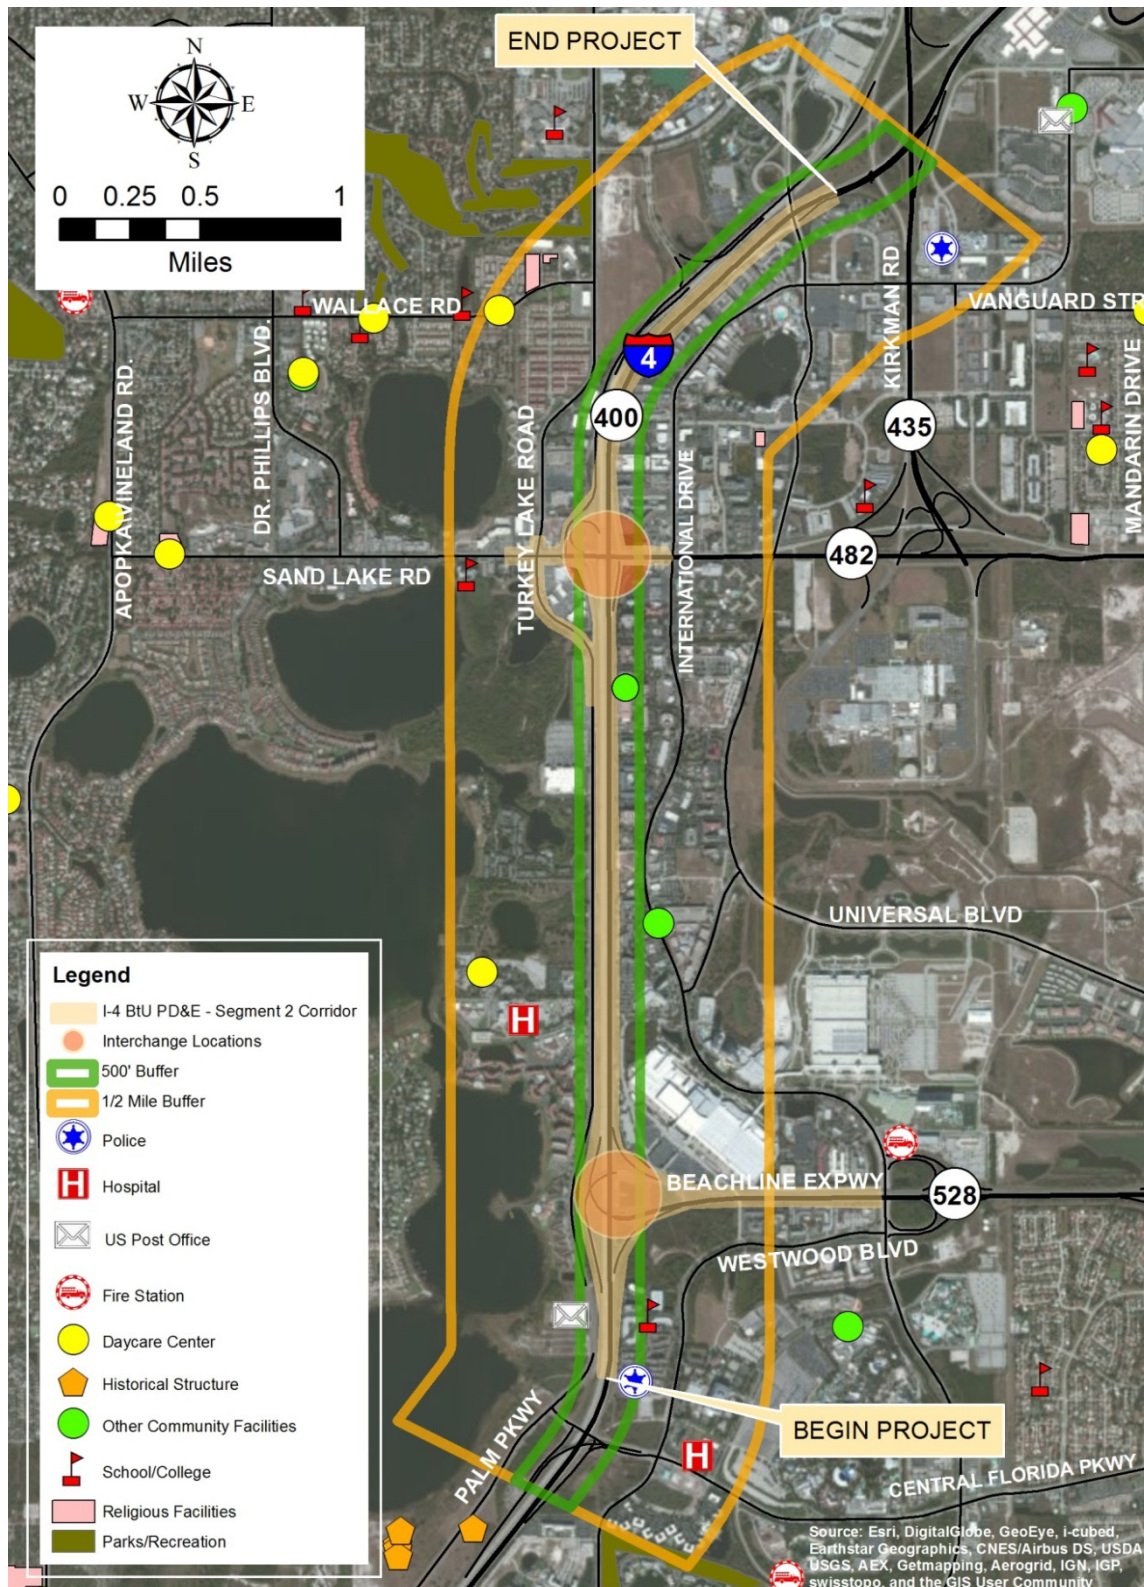 END PROJECT
N
W E
S
0 0.25 0.5 1
Miles
WALLACE RD
VANGUARD STR
KIRKMAN RD
MANDARIN DRIVE
4
400
435
APOPKA VINELAND RD.
DR. PHILLIPS BLVD.
TURKEY LAKE ROAD
INTERNATIONAL DRIVE
SAND LAKE RD
482
UNIVERSAL BLVD
Legend
I-4 BtU PD&E - Segment 2 Corridor
Interchange Locations
500' Buffer
1/2 Mile Buffer
Police
H Hospital
US Post Office
Fire Station
Daycare Center
Historical Structure
Other Community Facilities
School/College
Religious Facilities
Parks/Recreation
H
BEACHLINE EXPWY
528
WESTWOOD BLVD
PALM PKWY
BEGIN PROJECT
H
CENTRAL FLORIDA PKWY
Source: Esri, DigitalGlobe, GeoEye, i-cubed,
Earthstar Geographics, CNES/Airbus DS, USDA
USGS, AEX, Getmapping, Aerogrid, IGN, IGP,
swisstopo, and the GIS User Community